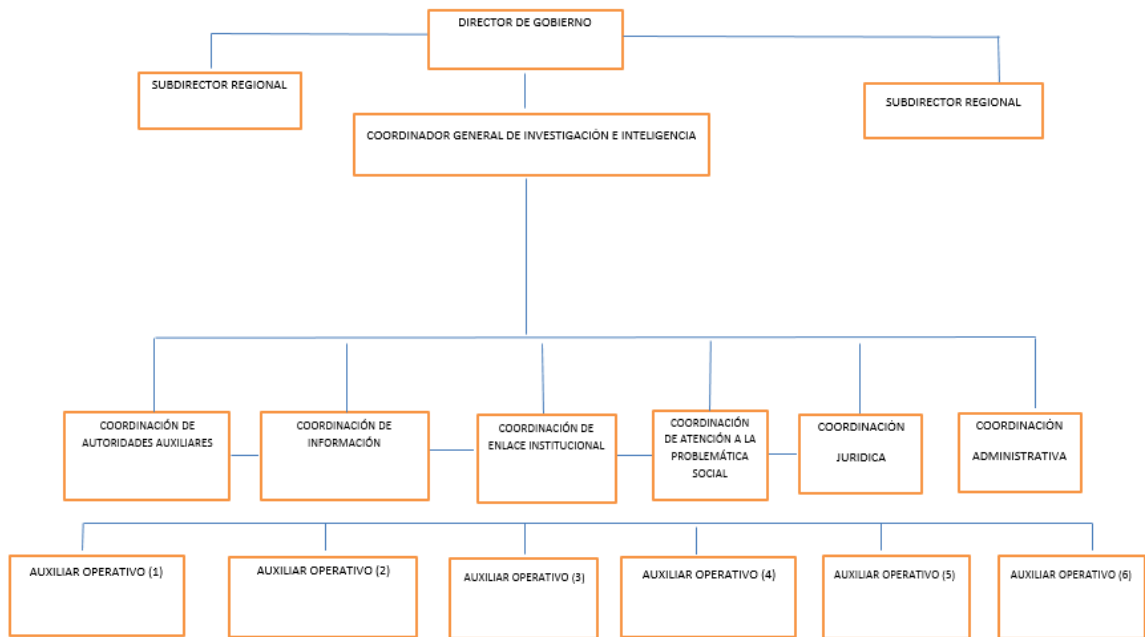 DIRECTOR DE GOBIERNO
SUBDIRECTOR REGIONAL
SUBDIRECTOR REGIONAL
COORDINADOR GENERAL DE INVESTIGACIÓN E INTELIGENCIA
COORDINACIÓN DE
AUTORIDADES AUXILIARES
COORDINACIÓN DE
INFORMACIÓN
COORDINACIÓN DE
ENLACE INSTITUCIONAL
COORDINACIÓN
DE ATENCIÓN A LA
PROBLEMÁTICA
SOCIAL
COORDINACIÓN
JURIDICA
COORDINACIÓN
ADMINISTRATIVA
AUXILIAR OPERATIVO (1)
AUXILIAR OPERATIVO (2)
AUXILIAR OPERATIVO (3)
AUXILIAR OPERATIVO (4)
AUXILIAR OPERATIVO (5)
AUXILIAR OPERATIVO (6)